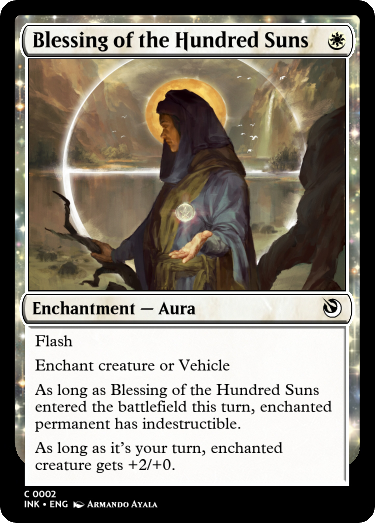 Blessing of the Hundred Suns
Enchantment — Aura
Flash
Enchant creature or Vehicle
As long as Blessing of the Hundred Suns
entered the battlefield this turn, enchanted
permanent has indestructible.
As long as it's your turn, enchanted
creature gets +2/+0.
C 0002
INK • ENG Armando Ayala